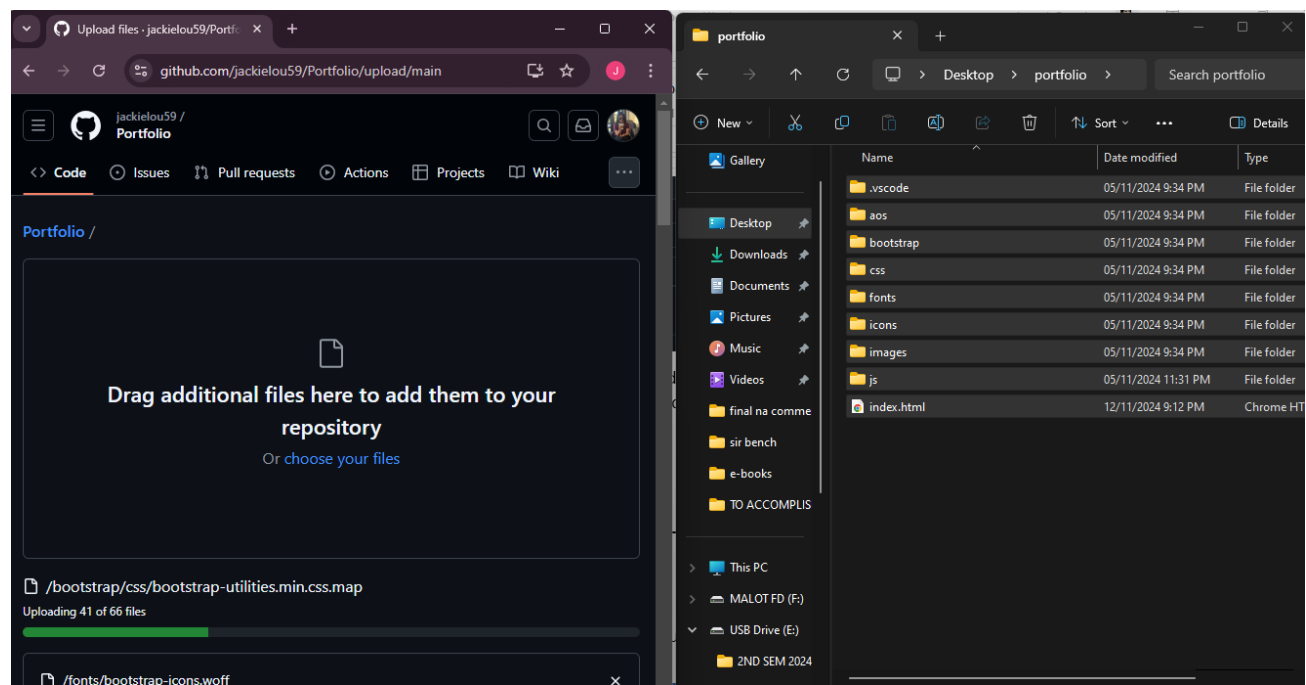 Upload files · jackielou59/Portfo
github.com/jackielou59/Portfolio/upload/main
J
jackielou59 /
Portfolio
<> Code
Issues
Pull requests
Actions
Projects
Wiki
Portfolio /
Drag additional files here to add them to your
repository
Or choose your files
/bootstrap/css/bootstrap-utilities.min.css.map
Uploading 41 of 66 files
/fonts/bootstrap-icons.woff
portfolio
Desktop > portfolio >
Search portfolio
New
Sort
Details
Gallery
Desktop
Downloads
Documents
Pictures
Music
Videos
final na comme
sir bench
e-books
TO ACCOMPLIS
This PC
MALOT FD (F:)
USB Drive (E:)
2ND SEM 2024
Name Date modified Type
.vscode 05/11/2024 9:34 PM File folder
aos 05/11/2024 9:34 PM File folder
bootstrap 05/11/2024 9:34 PM File folder
css 05/11/2024 9:34 PM File folder
fonts 05/11/2024 9:34 PM File folder
icons 05/11/2024 9:34 PM File folder
images 05/11/2024 9:34 PM File folder
js 05/11/2024 11:31 PM File folder
index.html 12/11/2024 9:12 PM Chrome HT